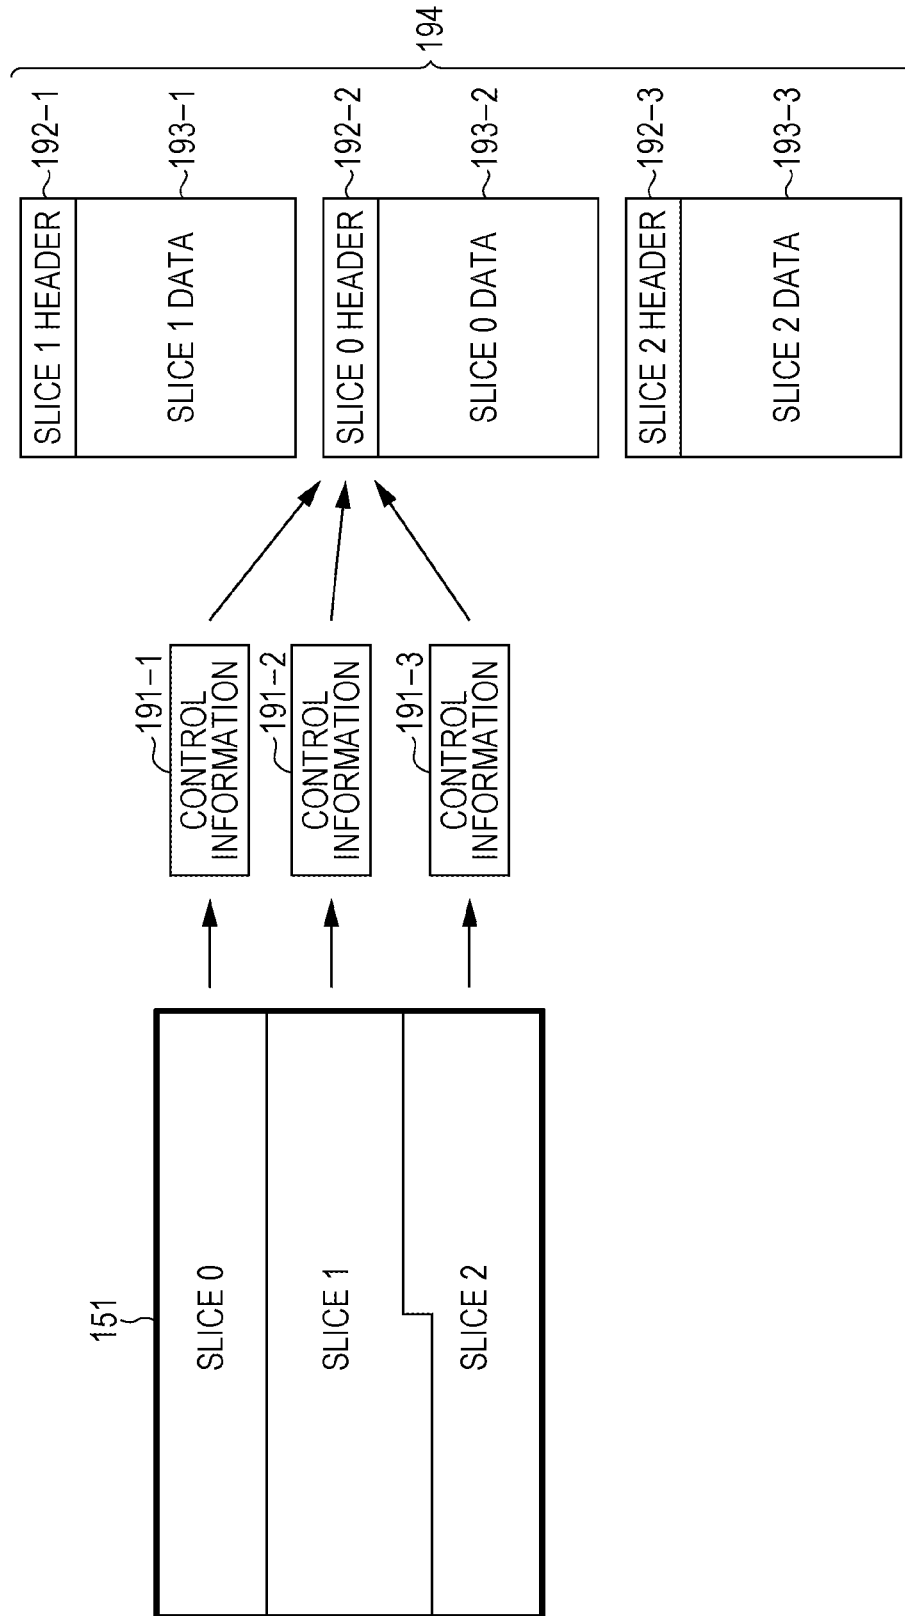 151
SLICE 0
SLICE 1
SLICE 2
191-1
CONTROL
INFORMATION
191-2
CONTROL
INFORMATION
191-3
CONTROL
INFORMATION
SLICE 1 HEADER
192-1
SLICE 1 DATA
193-1
SLICE 0 HEADER
192-2
SLICE 0 DATA
193-2
SLICE 2 HEADER
192-3
SLICE 2 DATA
193-3
194